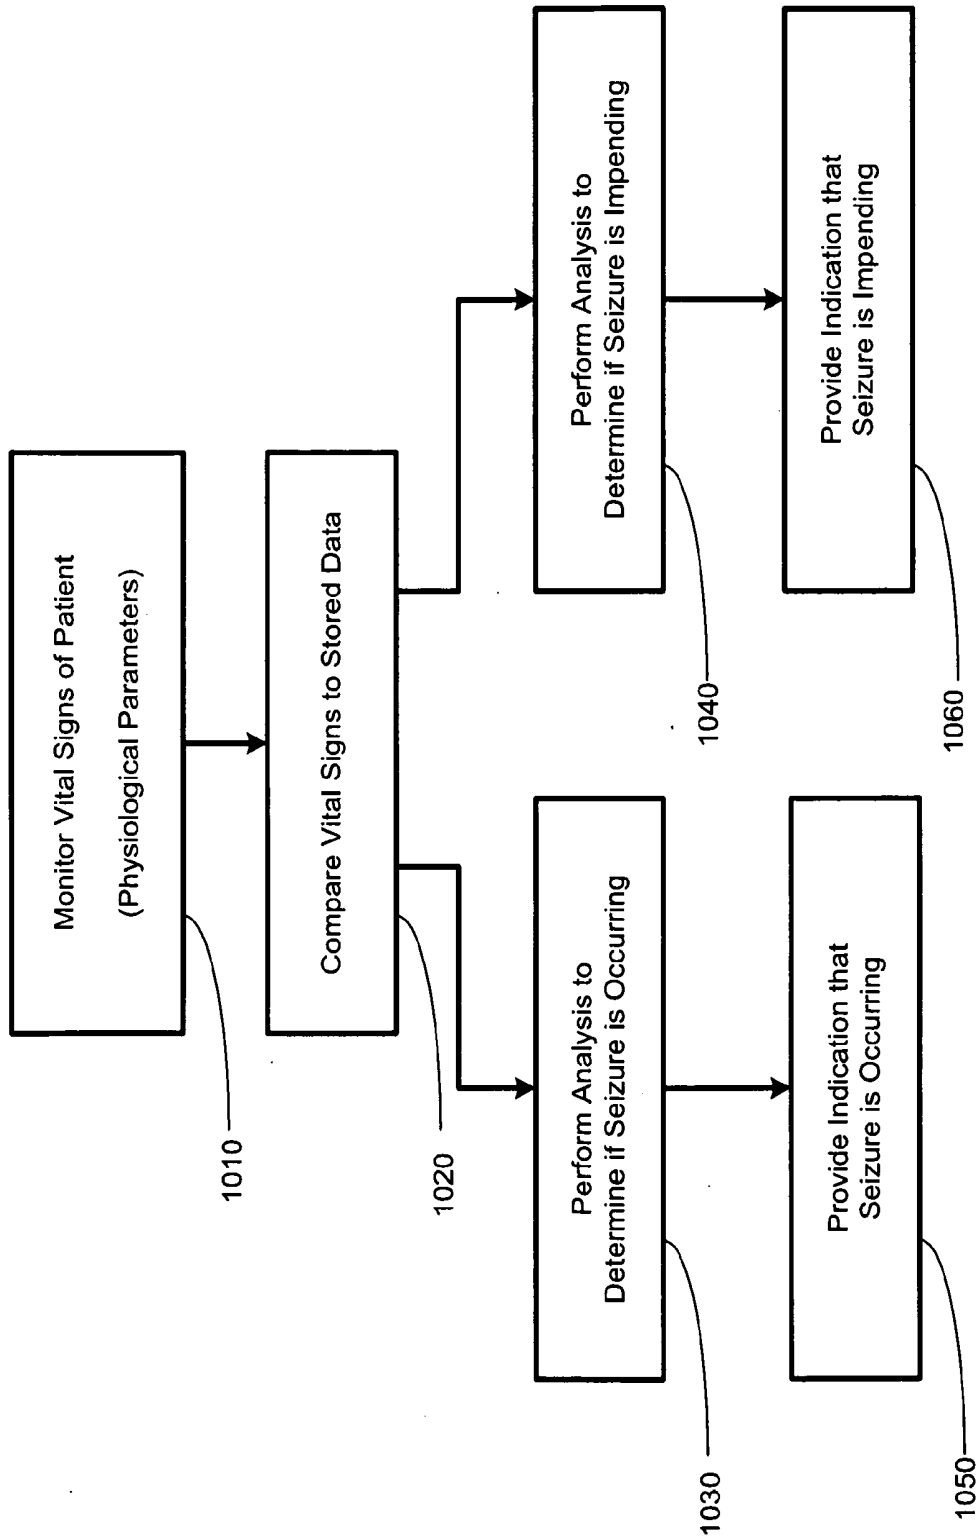 Monitor Vital Signs of Patient
(Physiological Parameters)
1010
Compare Vital Signs to Stored Data
1020
Perform Analysis to
Determine if Seizure is Occurring
1030
Perform Analysis to
Determine if Seizure is Impending
1040
Provide Indication that
Seizure is Occurring
1050
Provide Indication that
Seizure is Impending
1060